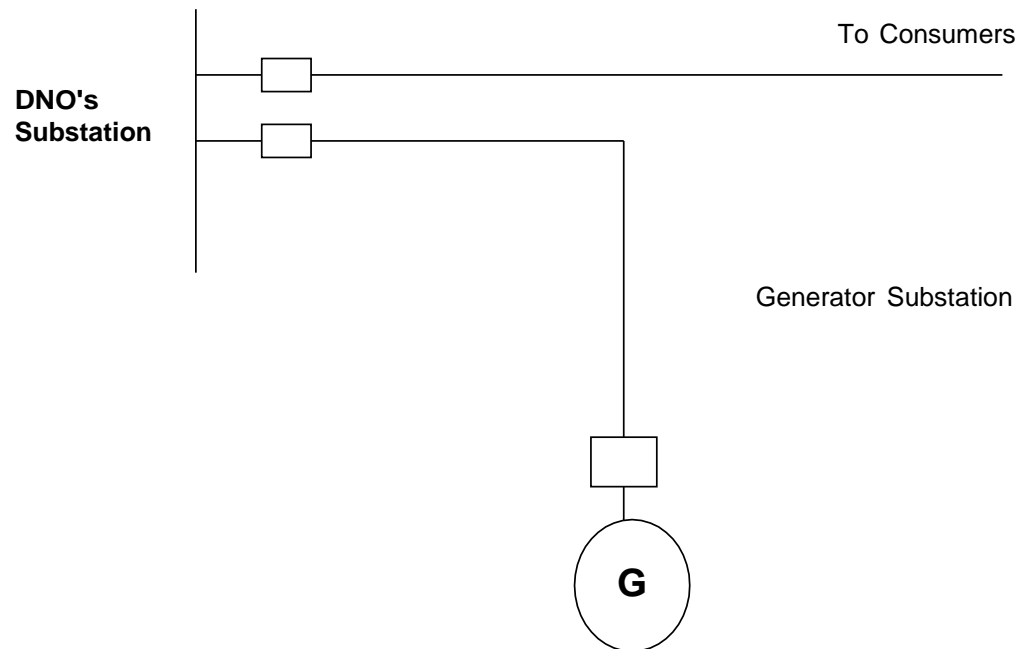 To Consumers
DNO's
Substation
Generator Substation
G